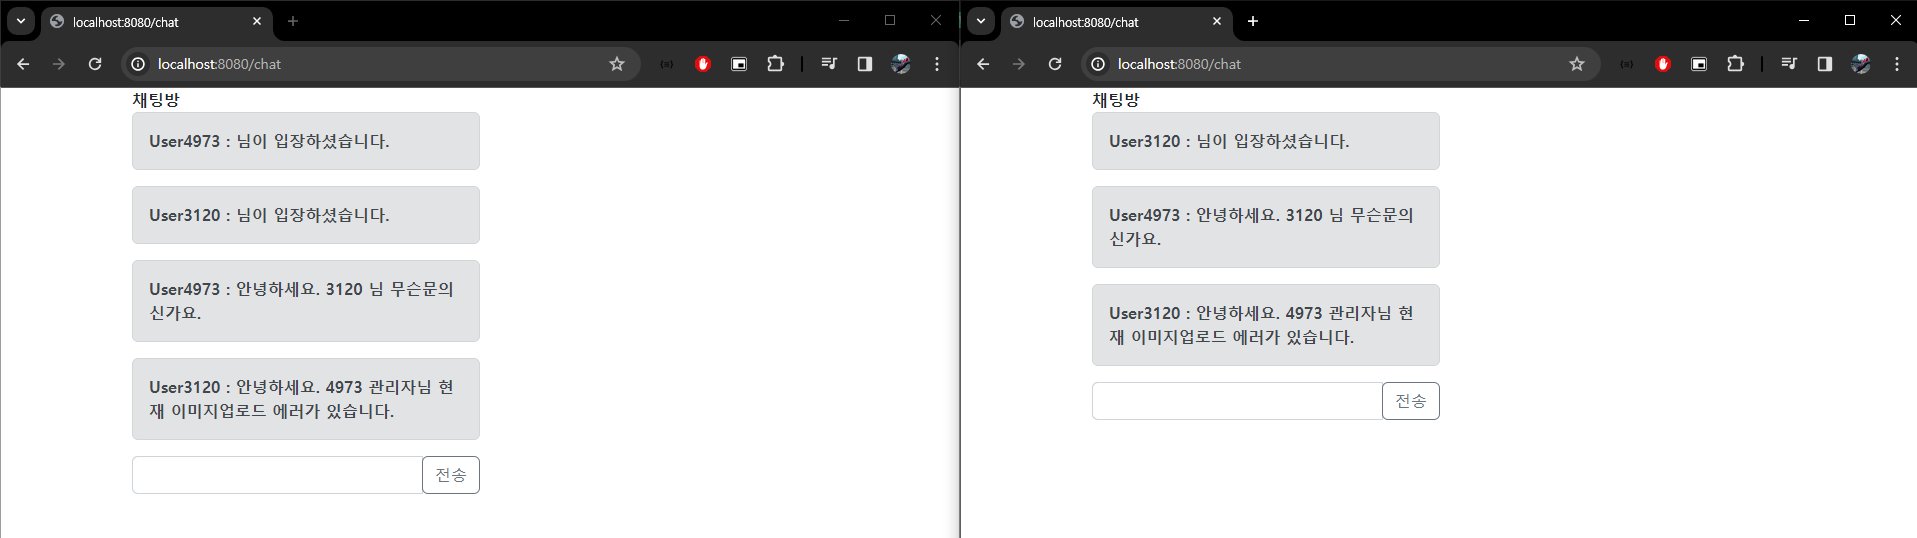 localhost:8080/chat
localhost:8080/chat
채팅방
User4973 : 님이 입장하셨습니다.
User3120 : 님이 입장하셨습니다.
User4973 : 안녕하세요. 3120 님 무슨문의
신가요.
User3120 : 안녕하세요. 4973 관리자님 현
재 이미지업로드 에러가 있습니다.
전송
localhost:8080/chat
localhost:8080/chat
채팅방
User3120 : 님이 입장하셨습니다.
User4973 : 안녕하세요. 3120 님 무슨문의
신가요.
User3120 : 안녕하세요. 4973 관리자님 현
재 이미지업로드 에러가 있습니다.
전송